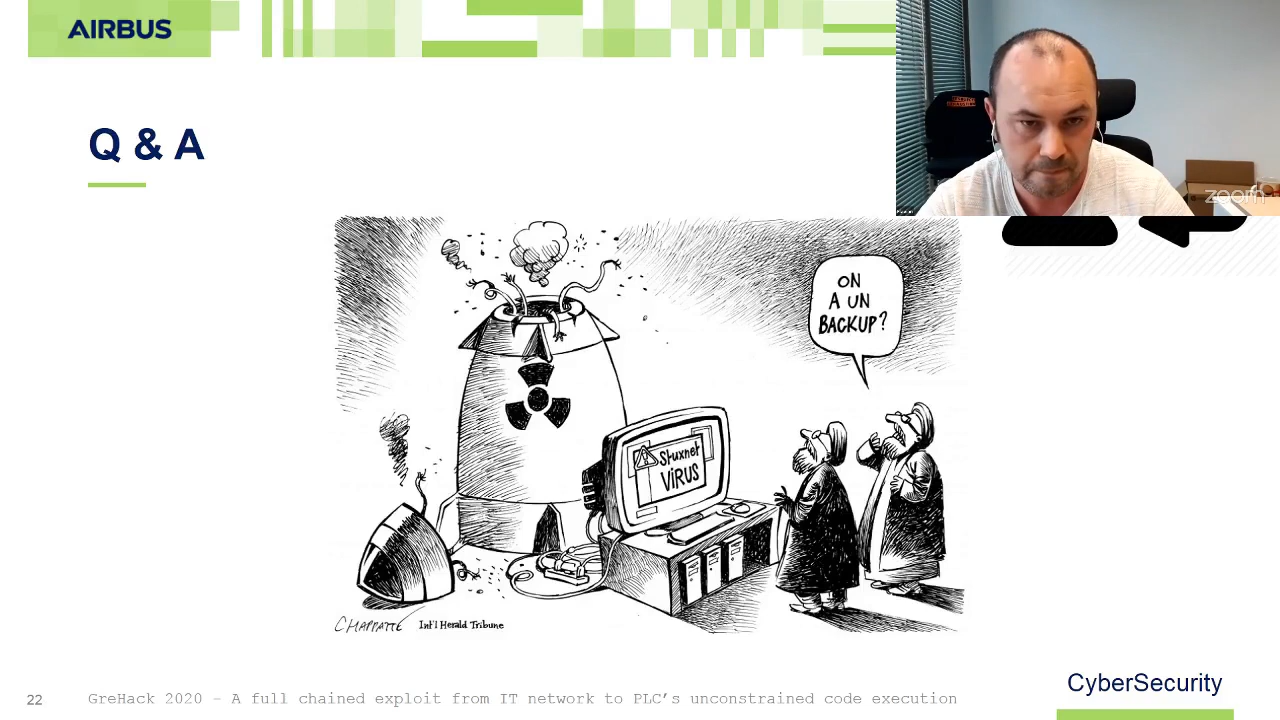 AIRBUS
Q & A
zoom
ON
A UN
BACKUP?
Stuxnet
VIRUS
CHAPPATTE Int'l Herald Tribune
CyberSecurity
22 GreHack 2020 – A full chained exploit from IT network to PLC's unconstrained code execution